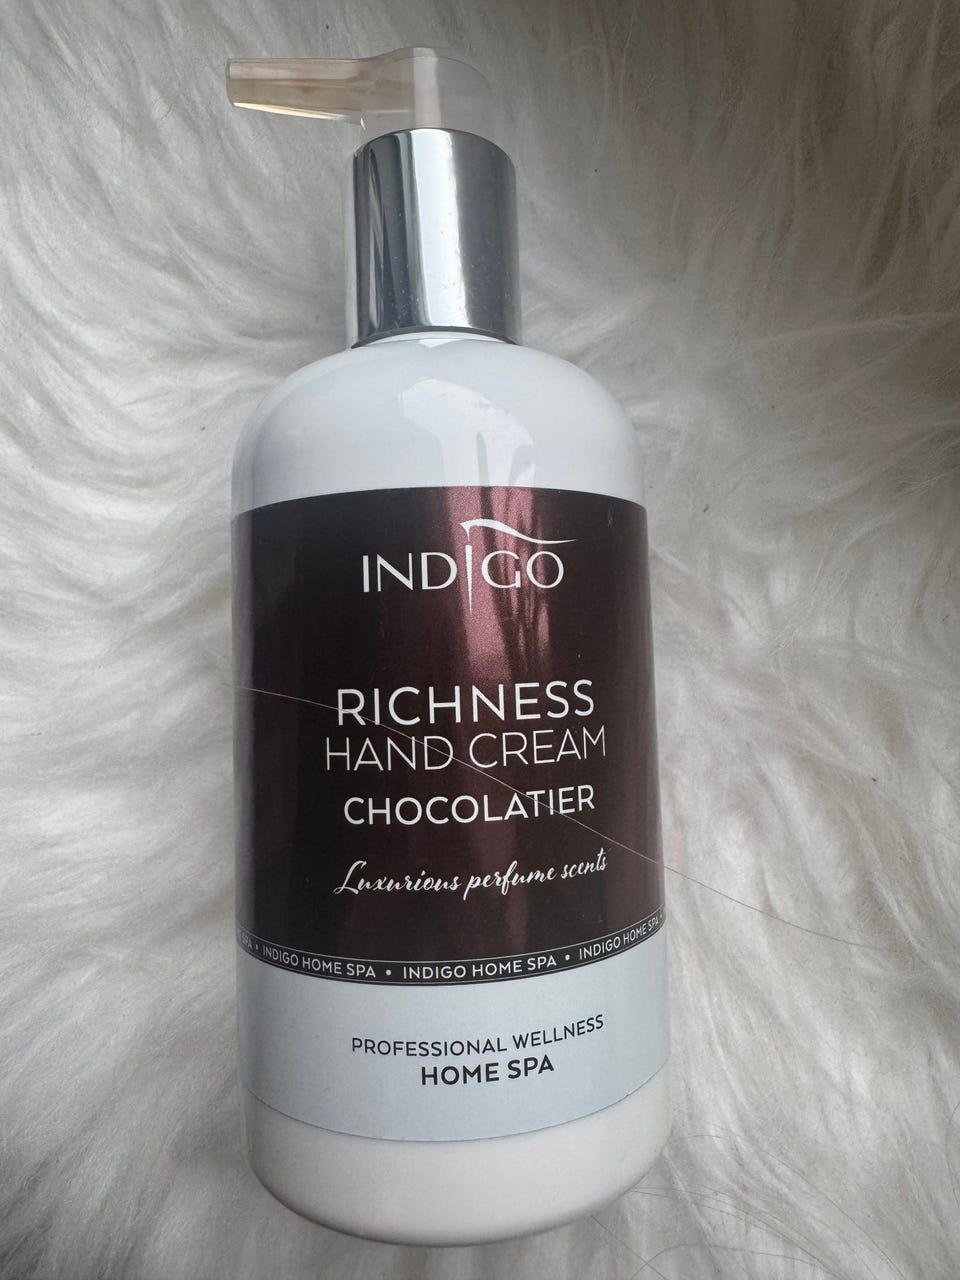 INDIGO
RICHNESS
HAND CREAM
CHOCOLATIER
Luxurious perfume scents
SPA • INDIGO HOME SPA • INDIGO HOME SPA • INDIGO HOME SPA
PROFESSIONAL WELLNESS
HOME SPA